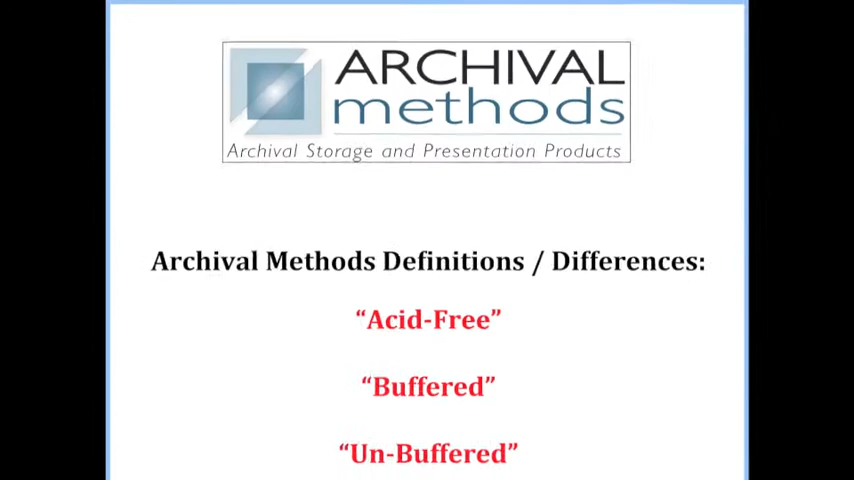 ARCHIVAL
methods
Archival Storage and Presentation Products
Archival Methods Definitions / Differences:
“Acid-Free”
“Buffered”
“Un-Buffered”